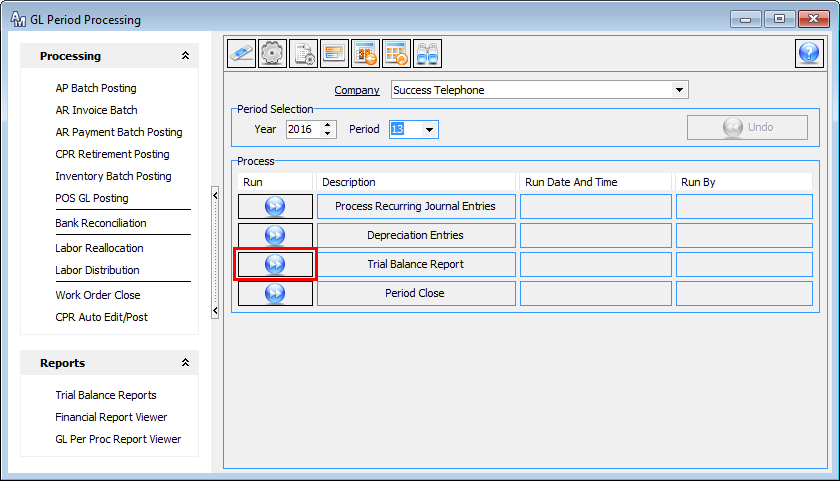 AM GL Period Processing
Processing
AP Batch Posting
AR Invoice Batch
AR Payment Batch Posting
CPR Retirement Posting
Inventory Batch Posting
POS GL Posting
Bank Reconciliation
Labor Reallocation
Labor Distribution
Work Order Close
CPR Auto Edit/Post
Reports
Trial Balance Reports
Financial Report Viewer
GL Per Proc Report Viewer
?
Company Success Telephone
Period Selection
Year 2016 Period 13 Undo
Process
Run Description Run Date And Time Run By
Process Recurring Journal Entries
Depreciation Entries
Trial Balance Report
Period Close